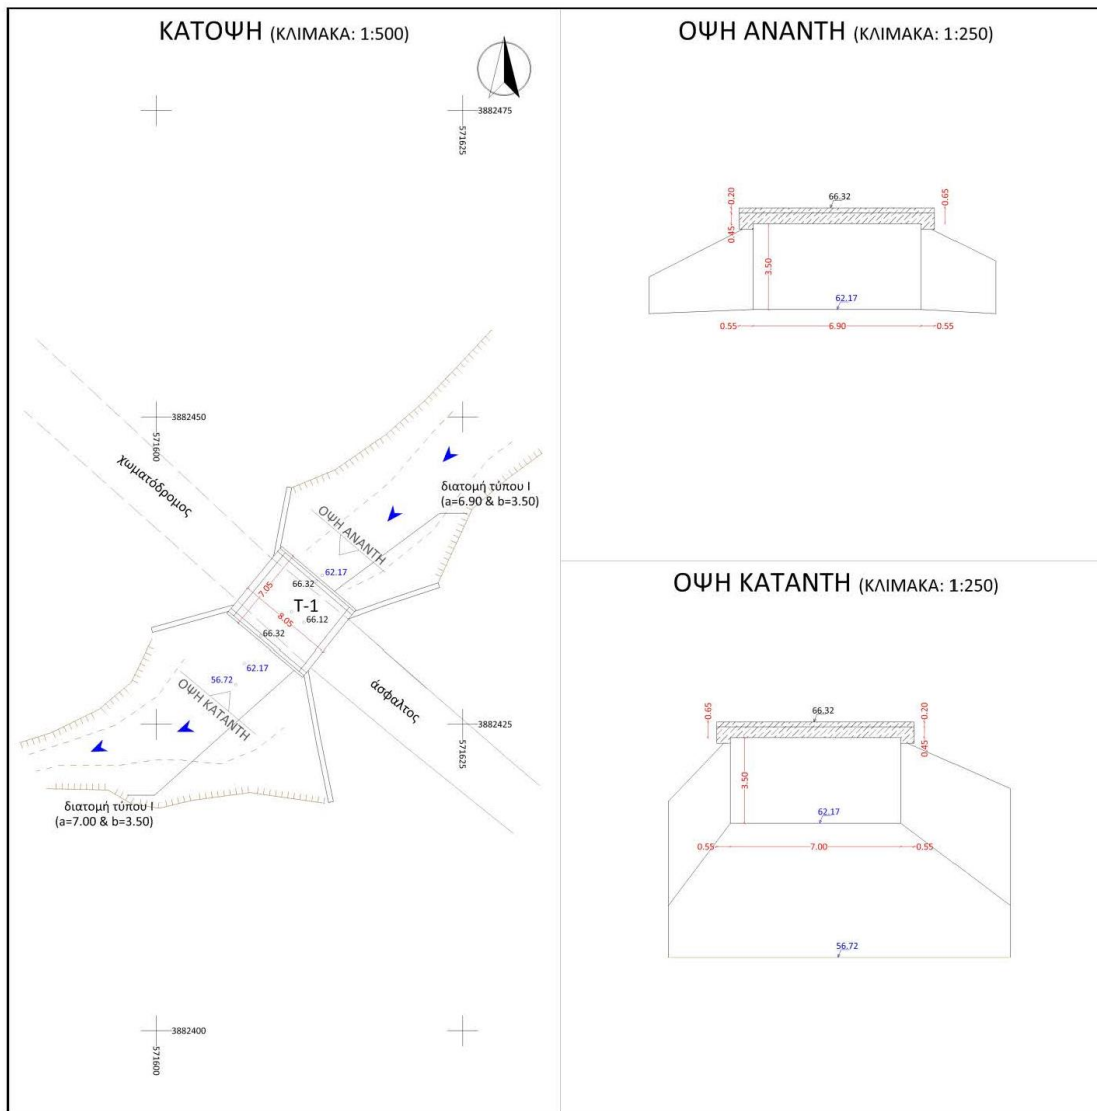 ΚΑΤΟΨΗ (ΚΛΙΜΑΚΑ: 1:500)
3882475
571625
3882450
571600
χωματόδρομος
διατομή τύπου Ι
(a=6.90 & b=3.50)
ΟΨΗ ΑΝΑΝΤΗ
62.17
66.32
7.05
T-1
8.05
66.12
66.32
62.17
56.72
ΟΨΗ ΚΑΤΑΝΤΗ
άσφαλτος
3882425
571625
διατομή τύπου Ι
(a=7.00 & b=3.50)
3882400
571600
ΟΨΗ ΑΝΑΝΤΗ (ΚΛΙΜΑΚΑ: 1:250)
0.20
66.32
0.65
0.45
3.50
62.17
0.55
6.90
0.55
ΟΨΗ ΚΑΤΑΝΤΗ (ΚΛΙΜΑΚΑ: 1:250)
0.65
66.32
0.20
0.45
3.50
62.17
0.55
7.00
0.55
56.72